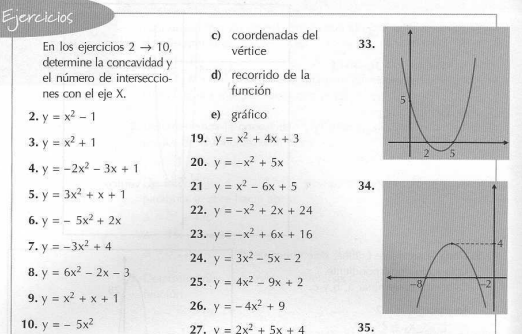 Ejercicios
En los ejercicios 2 → 10,
determine la concavidad y
el número de interseccio-
nes con el eje X.
2. y = x² − 1
3. y = x² + 1
4. y = −2x² − 3x + 1
5. y = 3x² + x + 1
6. y = − 5x² + 2x
7. y = −3x² + 4
8. y = 6x² − 2x − 3
9. y = x² + x + 1
10. y = − 5x²
c) coordenadas del
vértice
d) recorrido de la
función
e) gráfico
19. y = x² + 4x + 3
20. y = −x² + 5x
21 y = x² − 6x + 5
22. y = −x² + 2x + 24
23. y = −x² + 6x + 16
24. y = 3x² − 5x − 2
25. y = 4x² − 9x + 2
26. y = − 4x² + 9
27. y = 2x² + 5x + 4
33.
5
2 5
34.
4
−8 −2
35.